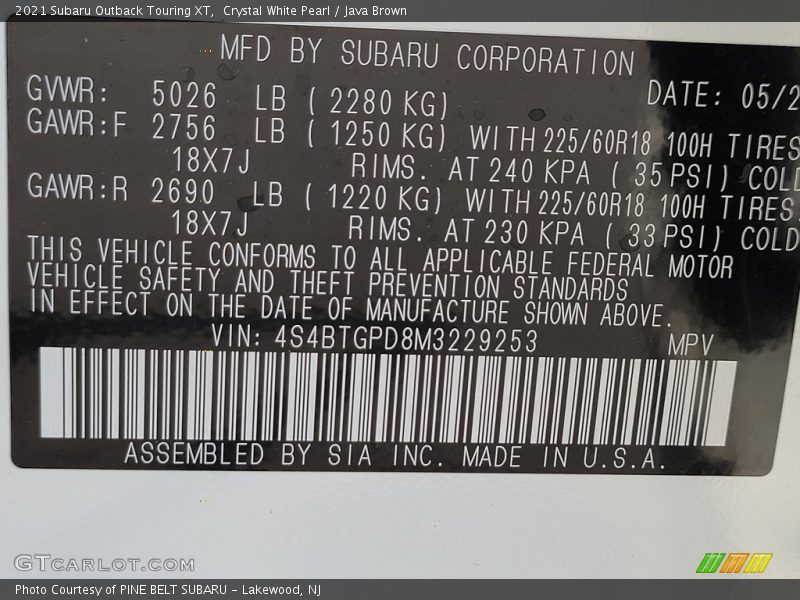 2021 Subaru Outback Touring XT, Crystal White Pearl / Java Brown
MFD BY SUBARU CORPORATION
GVWR: 5026 LB ( 2280 KG) DATE: 05/2
GAWR:F 2756 LB ( 1250 KG) WITH 225/60R18 100H TIRES
18X7J RIMS. AT 240 KPA ( 35 PSI) COLD
GAWR:R 2690 LB ( 1220 KG) WITH 225/60R18 100H TIRES.
18X7J RIMS. AT 230 KPA ( 33 PSI) COLD
THIS VEHICLE CONFORMS TO ALL APPLICABLE FEDERAL MOTOR
VEHICLE SAFETY AND THEFT PREVENTION STANDARDS
IN EFFECT ON THE DATE OF MANUFACTURE SHOWN ABOVE.
VIN: 4S4BTGPD8M3229253 MPV
ASSEMBLED BY SIA INC. MADE IN U.S.A.
GTCARLOT.COM
Photo Courtesy of PINE BELT SUBARU - Lakewood, NJ